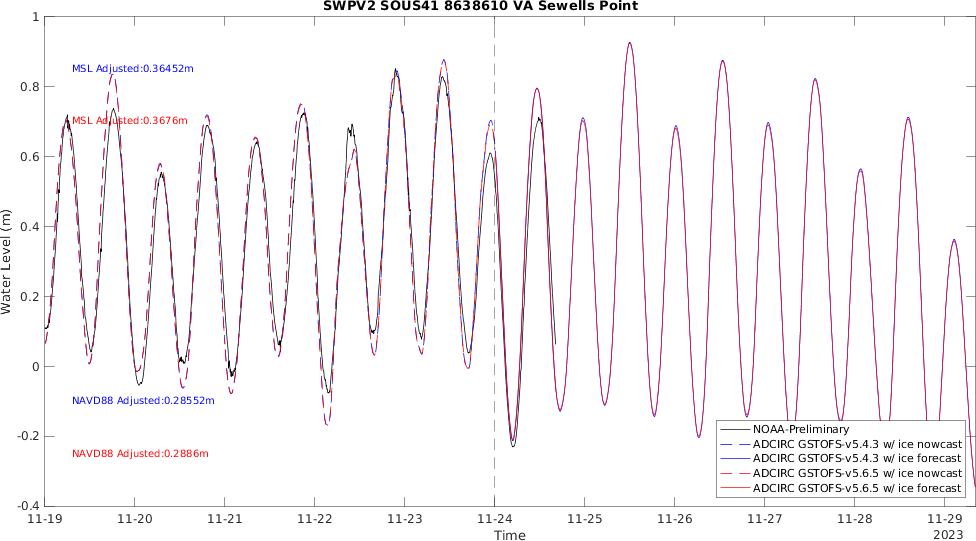 SWPV2 SOUS41 8638610 VA Sewells Point
1
0.8
0.6
0.4
0.2
0
-0.2
-0.4
Water Level (m)
MSL Adjusted:0.36452m
MSL Adjusted:0.3676m
NAVD88 Adjusted:0.28552m
NAVD88 Adjusted:0.2886m
NOAA-Preliminary
ADCIRC GSTOFS-v5.4.3 w/ ice nowcast
ADCIRC GSTOFS-v5.4.3 w/ ice forecast
ADCIRC GSTOFS-v5.6.5 w/ ice nowcast
ADCIRC GSTOFS-v5.6.5 w/ ice forecast
11-19 11-20 11-21 11-22 11-23 11-24 11-25 11-26 11-27 11-28 11-29
Time
2023